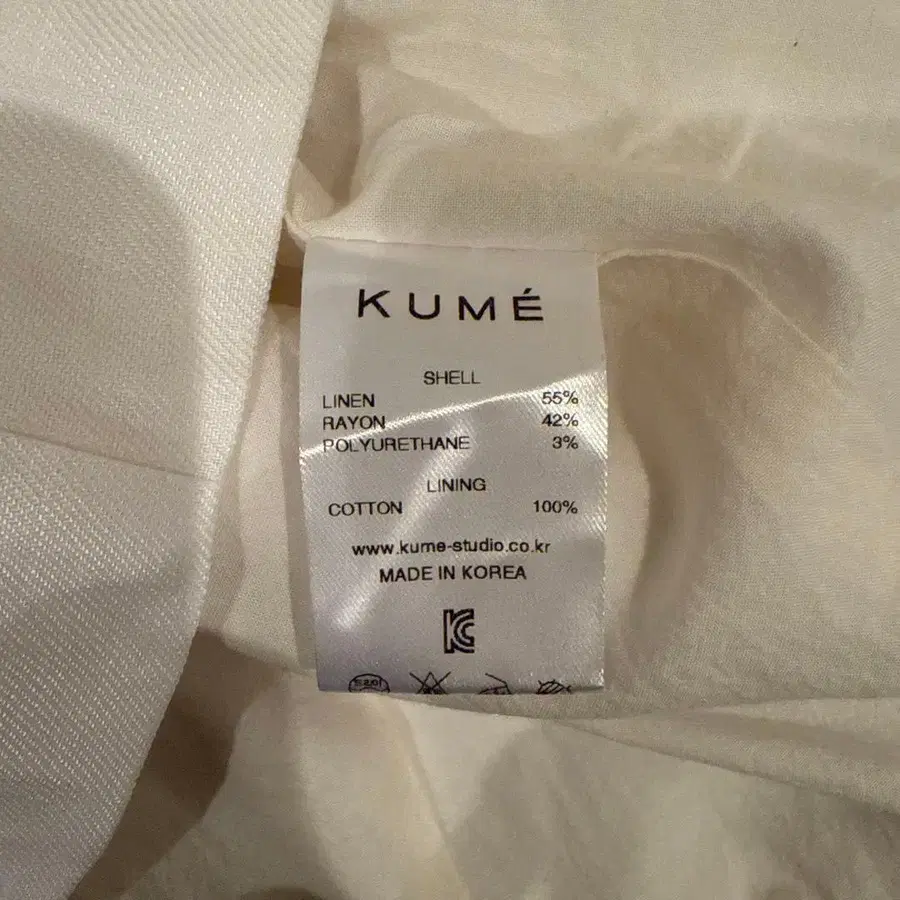 KUMÉ
SHELL
LINEN 55%
RAYON 42%
POLYURETHANE 3%
LINING
COTTON 100%
www.kume-studio.co.kr
MADE IN KOREA
KC